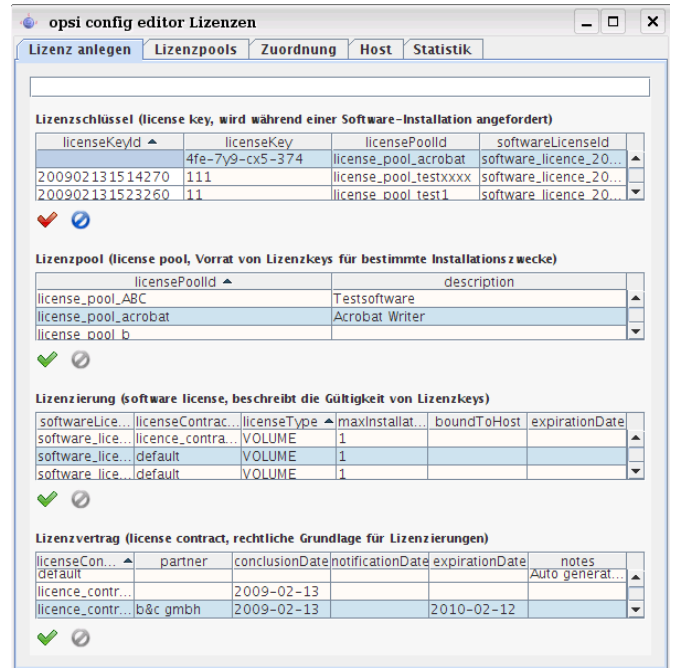 opsi config editor Lizenzen
Lizenz anlegen Lizenzpools Zuordnung Host Statistik
Lizenzschlüssel (license key, wird während einer Software-Installation angefordert)
licenseKeyId licenseKey licensePoolId softwareLicenseId
4fe-7y9-cx5-374 license_pool_acrobat software_licence_20...
200902131514270 111 license_pool_testxxxx software_licence_20...
200902131523260 11 license_pool_test1 software_licence_20...
Lizenzpool (license pool, Vorrat von Lizenzkeys für bestimmte Installationszwecke)
licensePoolId description
license_pool_ABC Testsoftware
license_pool_acrobat Acrobat Writer
license_pool_b
Lizenzierung (software license, beschreibt die Gültigkeit von Lizenzkeys)
softwareLice... licenseContrac... licenseType maxInstallat... boundToHost expirationDate
software_lice... licence_contra... VOLUME 1
software_lice... default VOLUME 1
software_lice... default VOLUME 1
Lizenzvertrag (license contract, rechtliche Grundlage für Lizenzierungen)
licenseCon... partner conclusionDate notificationDate expirationDate notes
default Auto generat...
licence_contr... 2009-02-13
licence_contr... b&c gmbh 2009-02-13 2010-02-12